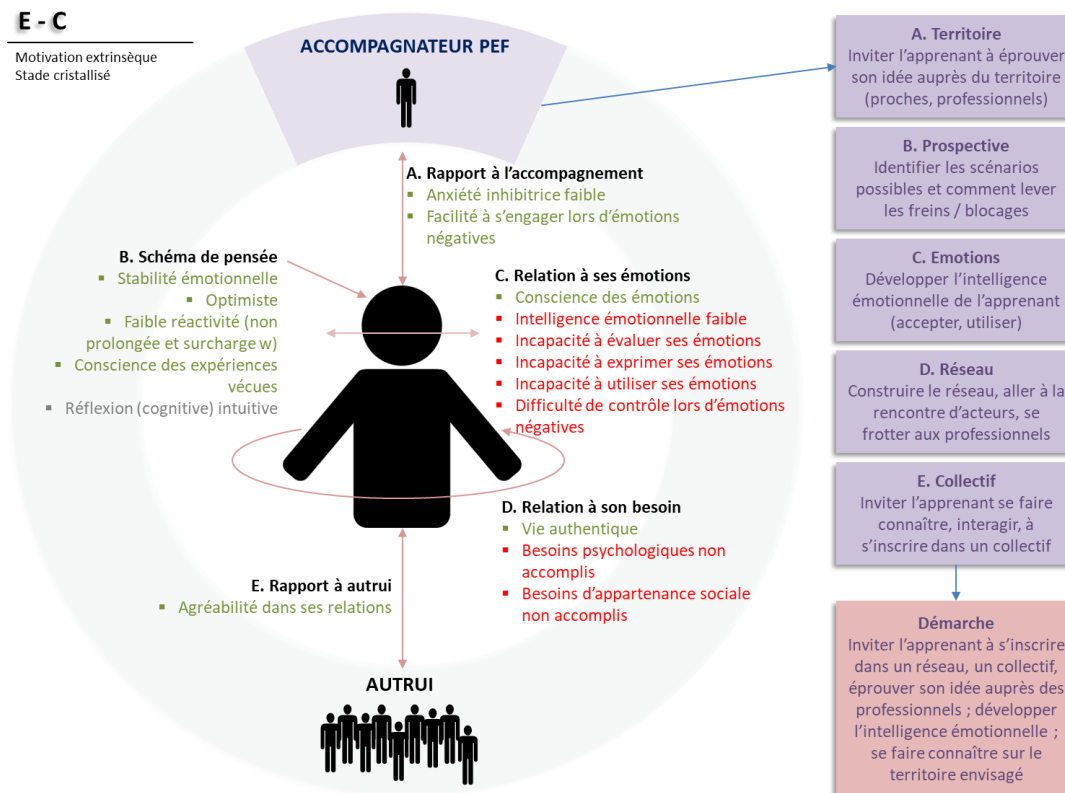 E - C
Motivation extrinsèque
Stade cristallisé
ACCOMPAGNATEUR PEF
A. Rapport à l'accompagnement
Anxiété inhibitrice faible
Facilité à s'engager lors d'émotions
négatives
B. Schéma de pensée
Stabilité émotionnelle
Optimiste
Faible réactivité (non
prolongée et surcharge w)
Conscience des expériences
vécues
Réflexion (cognitive) intuitive
C. Relation à ses émotions
Conscience des émotions
Intelligence émotionnelle faible
Incapacité à évaluer ses émotions
Incapacité à exprimer ses émotions
Incapacité à utiliser ses émotions
Difficulté de contrôle lors d'émotions
négatives
D. Relation à son besoin
Vie authentique
Besoins psychologiques non
accomplis
Besoins d'appartenance sociale
non accomplis
E. Rapport à autrui
Agréabilité dans ses relations
AUTRUI
A. Territoire
Inviter l'apprenant à éprouver
son idée auprès du territoire
(proches, professionnels)
B. Prospective
Identifier les scénarios
possibles et comment lever
les freins / blocages
C. Emotions
Développer l'intelligence
émotionnelle de l'apprenant
(accepter, utiliser)
D. Réseau
Construire le réseau, aller à la
rencontre d'acteurs, se
frotter aux professionnels
E. Collectif
Inviter l'apprenant se faire
connaître, interagir, à
s'inscrire dans un collectif
Démarche
Inviter l'apprenant à s'inscrire
dans un réseau, un collectif,
éprouver son idée auprès des
professionnels ; développer
l'intelligence émotionnelle ;
se faire connaître sur le
territoire envisagé